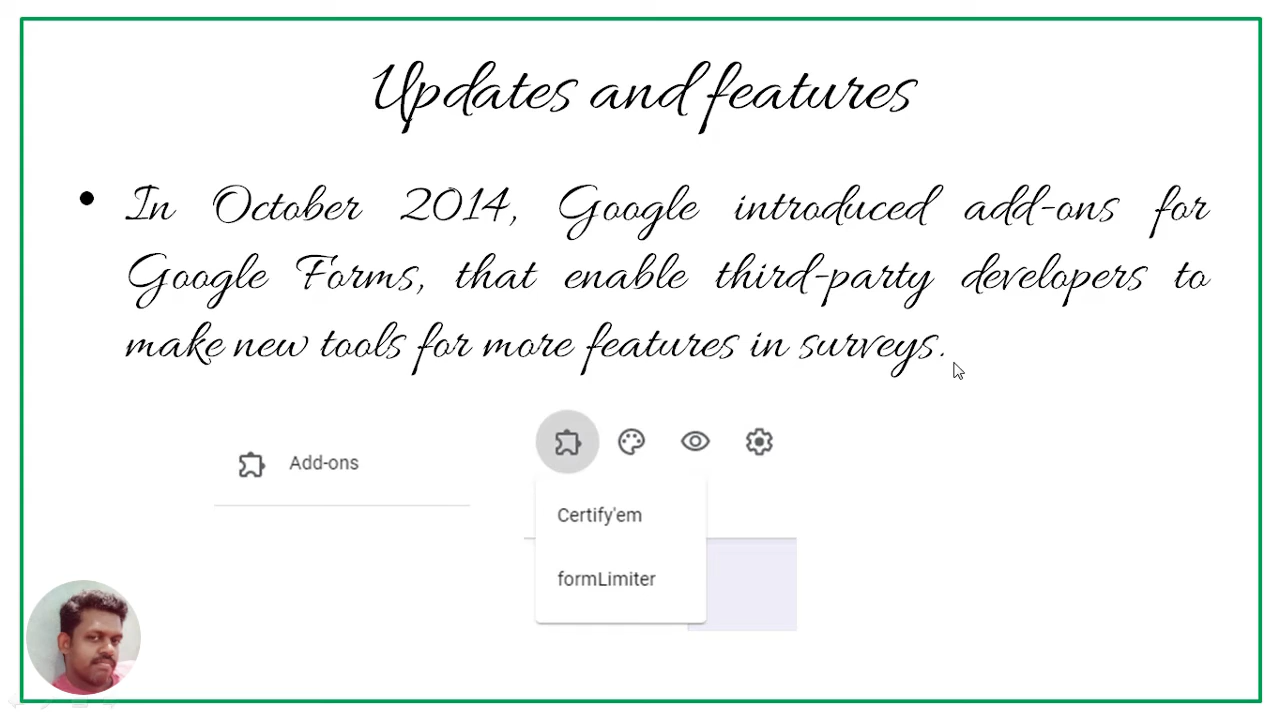 Updates and features
• In October 2014, Google introduced add-ons for
Google Forms, that enable third-party developers to
make new tools for more features in surveys.
Add-ons
Certify'em
formLimiter